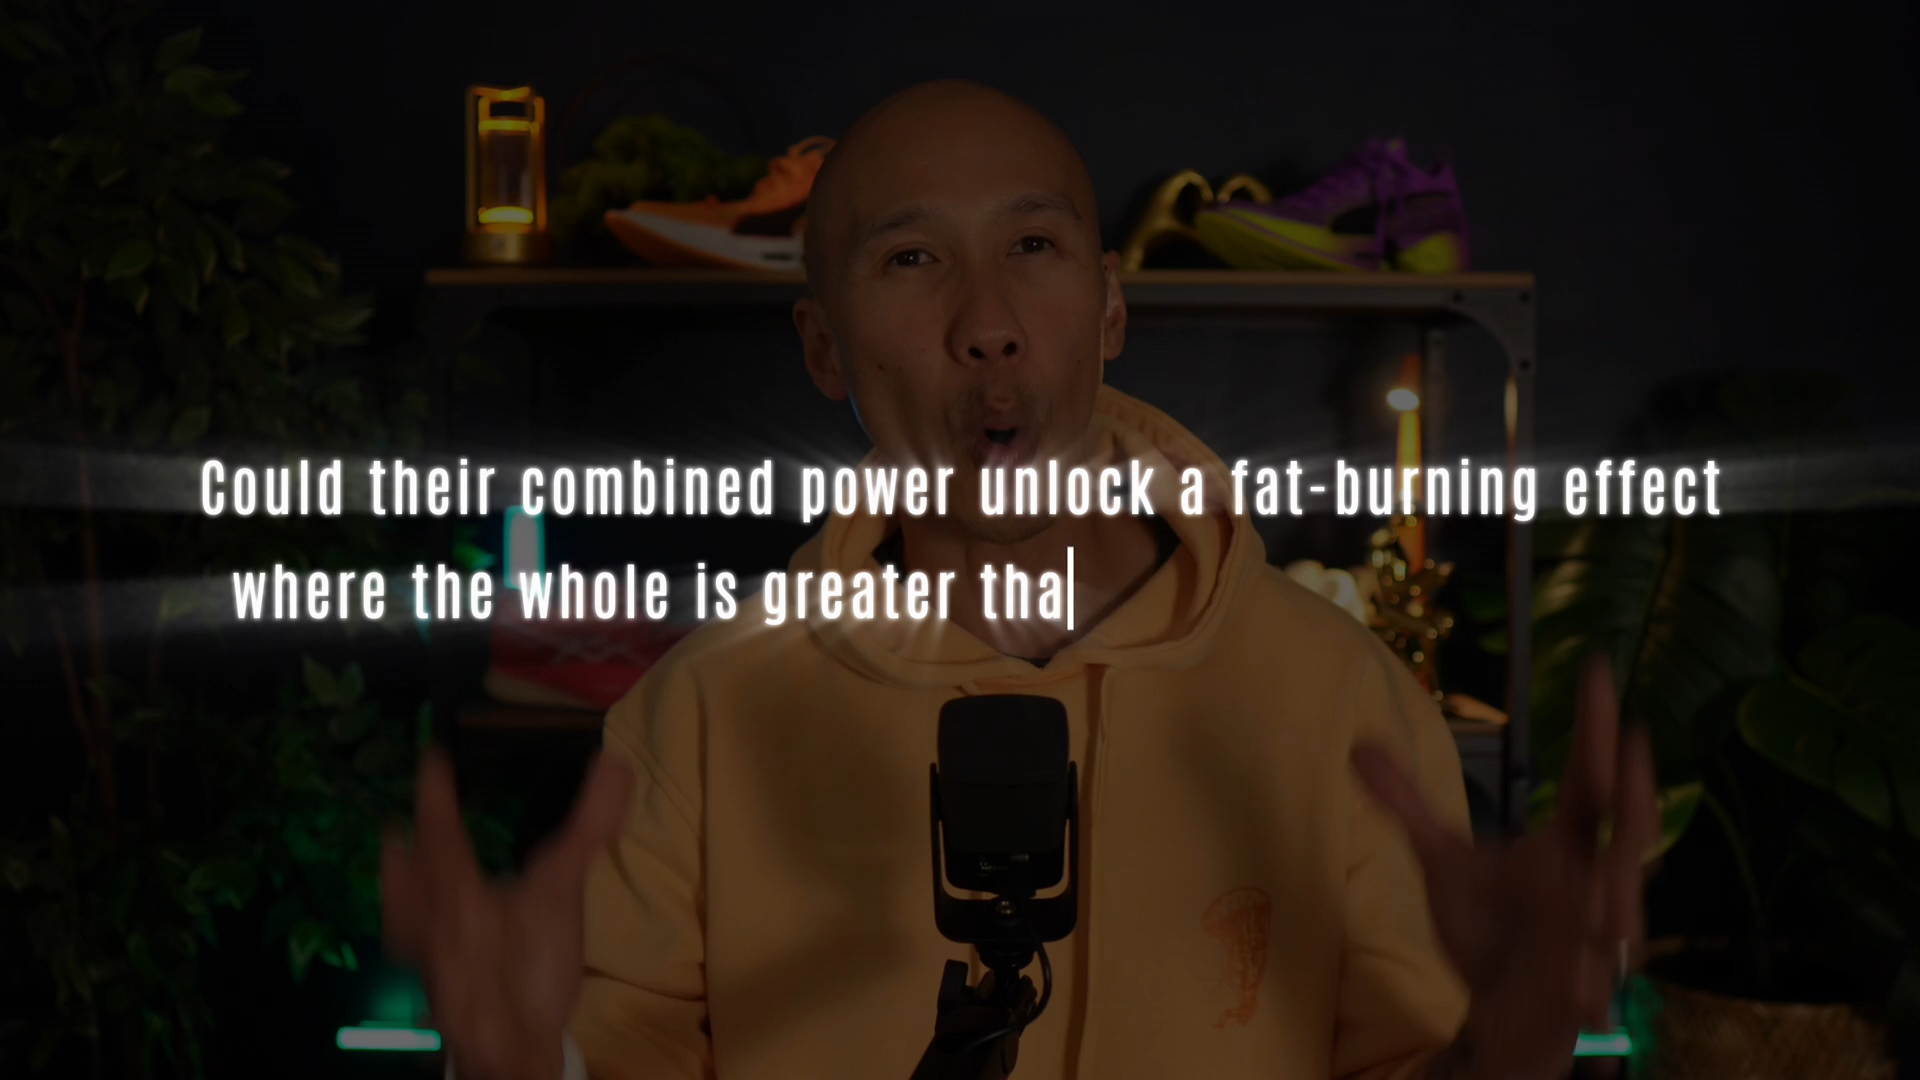 Could their combined power unlock a fat-burning effect
where the whole is greater tha